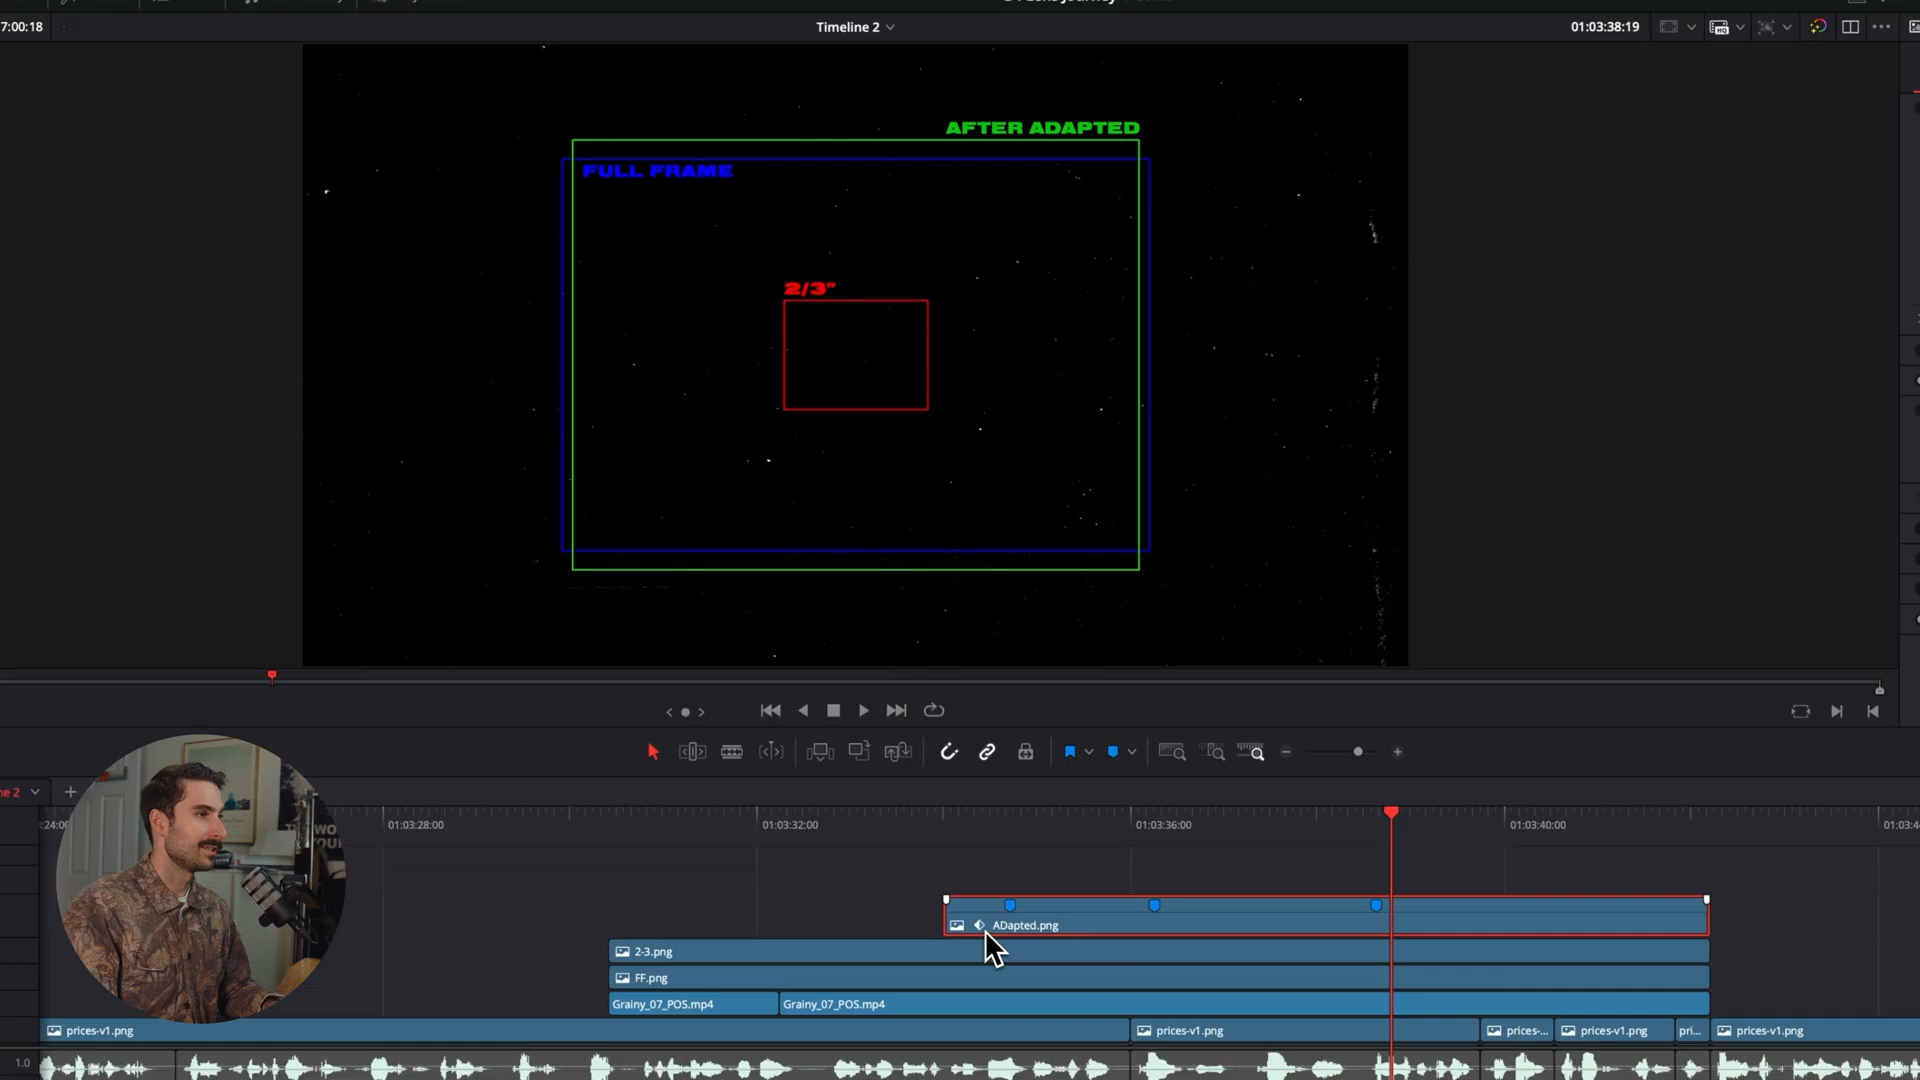 7:00:18
Timeline 2
01:03:38:19
AFTER ADAPTED
FULL FRAME
2/3"
ne 2
:24:00
01:03:28:00
01:03:32:00
01:03:36:00
01:03:40:00
01:03:44
ADapted.png
2-3.png
FF.png
Grainy_07_POS.mp4
Grainy_07_POS.mp4
prices-v1.png
prices-v1.png
prices-...
prices-v1.png
pri...
prices-v1.png
1.0